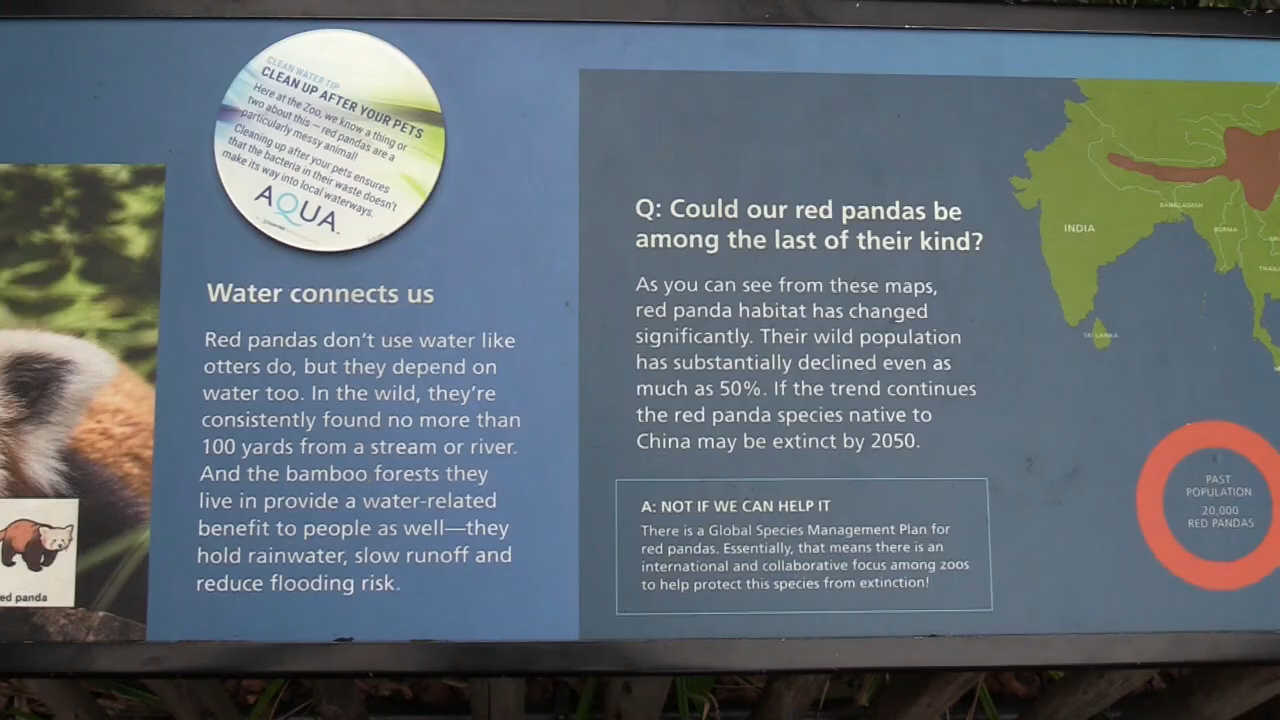 CLEAN WATER TIP
CLEAN UP AFTER YOUR PETS
Here at the Zoo, we know a thing or
two about this – red pandas are a
particularly messy animal!
Cleaning up after your pets ensures
that the bacteria in their waste doesn't
make its way into local waterways.
AQUA
Water connects us
Red pandas don't use water like
otters do, but they depend on
water too. In the wild, they're
consistently found no more than
100 yards from a stream or river.
And the bamboo forests they
live in provide a water-related
benefit to people as well—they
hold rainwater, slow runoff and
reduce flooding risk.
ed panda
Q: Could our red pandas be
among the last of their kind?
As you can see from these maps,
red panda habitat has changed
significantly. Their wild population
has substantially declined even as
much as 50%. If the trend continues
the red panda species native to
China may be extinct by 2050.
A: NOT IF WE CAN HELP IT
There is a Global Species Management Plan for
red pandas. Essentially, that means there is an
international and collaborative focus among zoos
to help protect this species from extinction!
BANGLADESH
INDIA
BURMA
THAILA
SRI LANKA
PAST
POPULATION
20,000
RED PANDAS